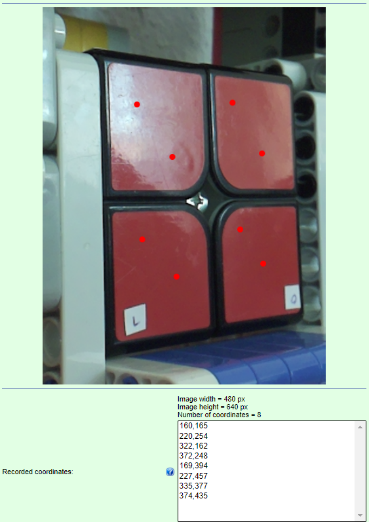 L
O
Image width = 480 px
Image height = 640 px
Number of coordinates = 8
Recorded coordinates:
160,165
220,254
322,162
372,248
169,394
227,457
335,377
374,435